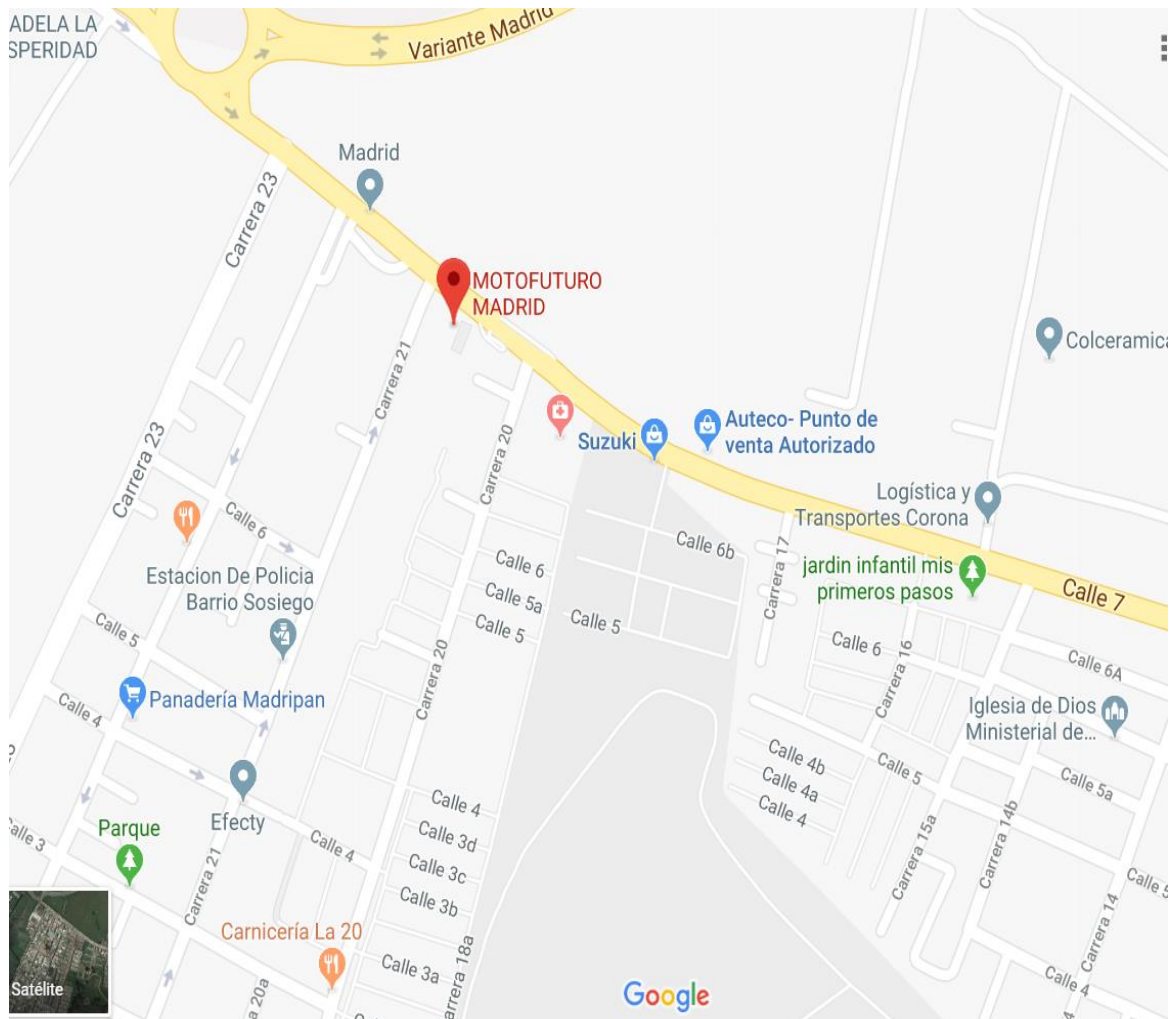 ADELA LA
SPERIDAD
Variante Madrid
Madrid
Carrera 23
MOTOFUTURO
MADRID
Colceramica
Carrera 21
Carrera 20
Suzuki
Auteco- Punto de
venta Autorizado
Carrera 23
Logística y
Transportes Corona
Calle 6
Calle 6b
Carrera 17
Calle 6
Calle 5a
Calle 5
jardin infantil mis
primeros pasos
Calle 7
Estacion De Policia
Barrio Sosiego
Calle 5
Calle 5
Calle 6
Carrera 16
Calle 6A
Carrera 20
Panadería Madripan
Calle 4
Iglesia de Dios
Ministerial de...
Calle 4b
Calle 4a
Calle 4
Calle 5
Calle 5a
Efecty
Calle 4
Calle 3d
Calle 3c
Calle 3b
Calle 3a
Parque
alle 3
Calle 4
Carrera 21
Carrera 15a
Carrera 14b
Calle 5
Carrera 14
Carnicería La 20
Carrera 18a
20a
Calle 4
Satélite
Google